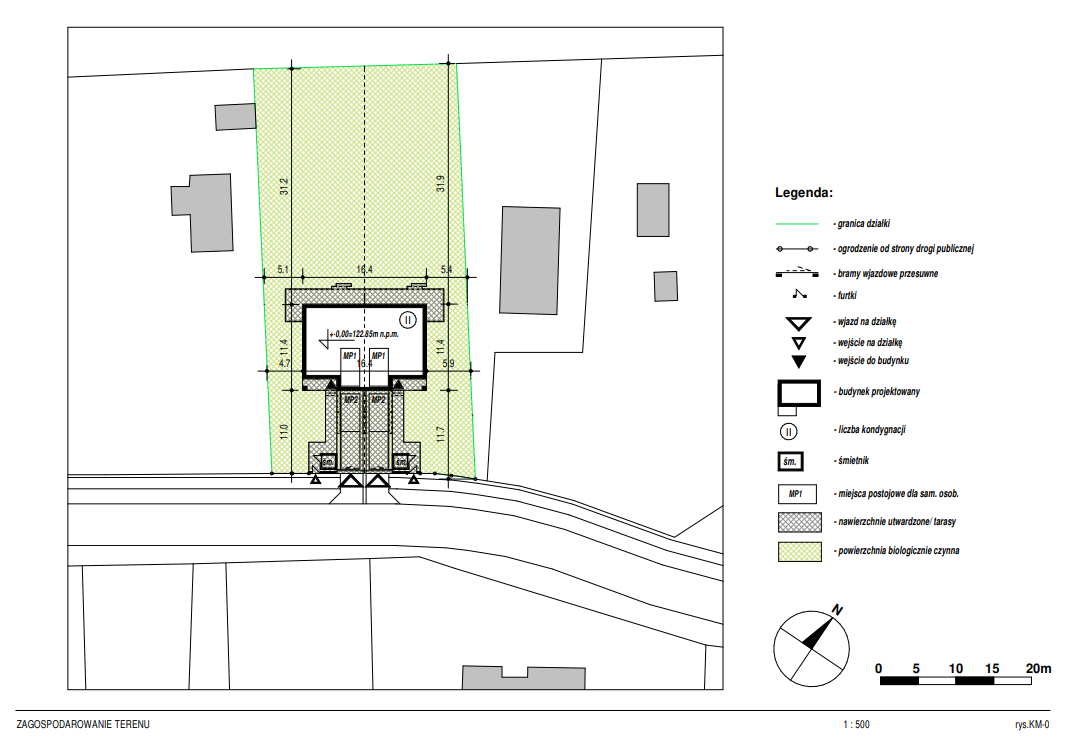 31.2
31.9
5.1
16.4
5.4
II
+-0,00=122.85m n.p.m.
11.4
11.4
MP1
MP1
4.7
16.4
5.9
MP2
MP2
11.0
11.7
śm.
śm.
Legenda:
- granica działki
- ogrodzenie od strony drogi publicznej
- bramy wjazdowe przesuwne
- furtki
- wjazd na działkę
- wejście na działkę
- wejście do budynku
- budynek projektowany
II - liczba kondygnacji
śm. - śmietnik
MP1 - miejsca postojowe dla sam. osob.
- nawierzchnie utwardzone/ tarasy
- powierzchnia biologicznie czynna
N
0 5 10 15 20m
ZAGOSPODAROWANIE TERENU
1 : 500
rys.KM-0